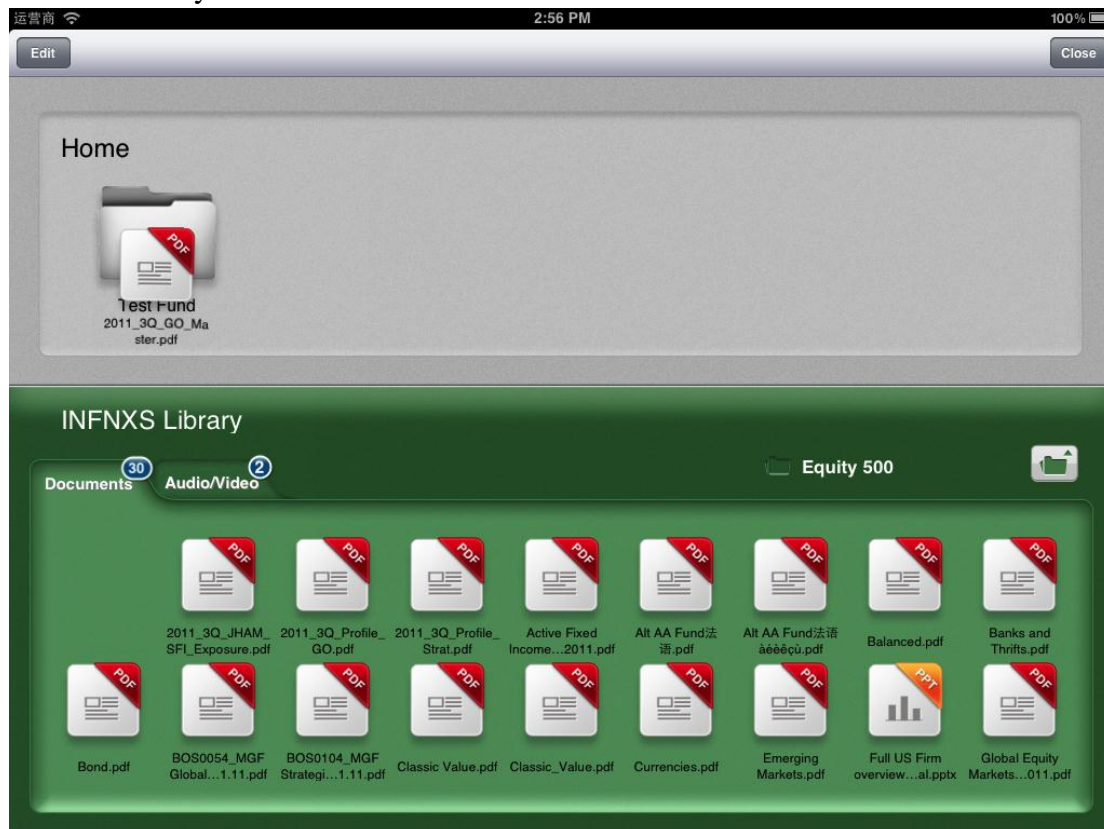 运营商 2:56 PM 100%
Edit Close
Home
PDF
Test Fund
2011_3Q_GO_Ma
ster.pdf
INFNXS Library
Documents 30 Audio/Video 2 Equity 500
PDF PDF PDF PDF PDF PDF PDF PDF
2011_3Q_JHAM_ 2011_3Q_Profile_ 2011_3Q_Profile_ Active Fixed Alt AA Fund法 Alt AA Fund法语 Balanced.pdf Banks and
SFI_Exposure.pdf GO.pdf Strat.pdf Income...2011.pdf 语.pdf àéèêçù.pdf Thrifts.pdf
PDF PDF PDF PDF PDF PDF PDF PPT PDF
Bond.pdf BOS0054_MGF BOS0104_MGF Classic Value.pdf Classic_Value.pdf Currencies.pdf Emerging Full US Firm Global Equity
Global...1.11.pdf Strategi...1.11.pdf Markets.pdf overview...al.pptx Markets...011.pdf